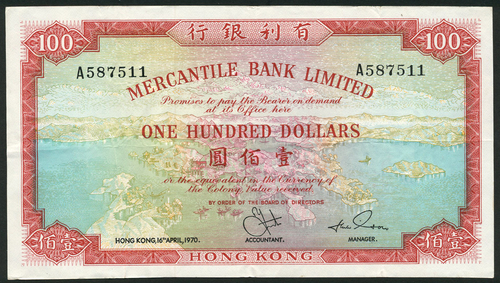 行銀利有
100 100
A587511 A587511
MERCANTILE BANK LIMITED
Promises to pay the Bearer on demand
at its Office here
ONE HUNDRED DOLLARS
圓佰壹
or the equivalent in the Currency of
the Colony Value received.
BY ORDER OF THE BOARD OF DIRECTORS
HONG KONG, 16TH APRIL, 1970. ACCOUNTANT. MANAGER.
佰 HONG KONG 壹